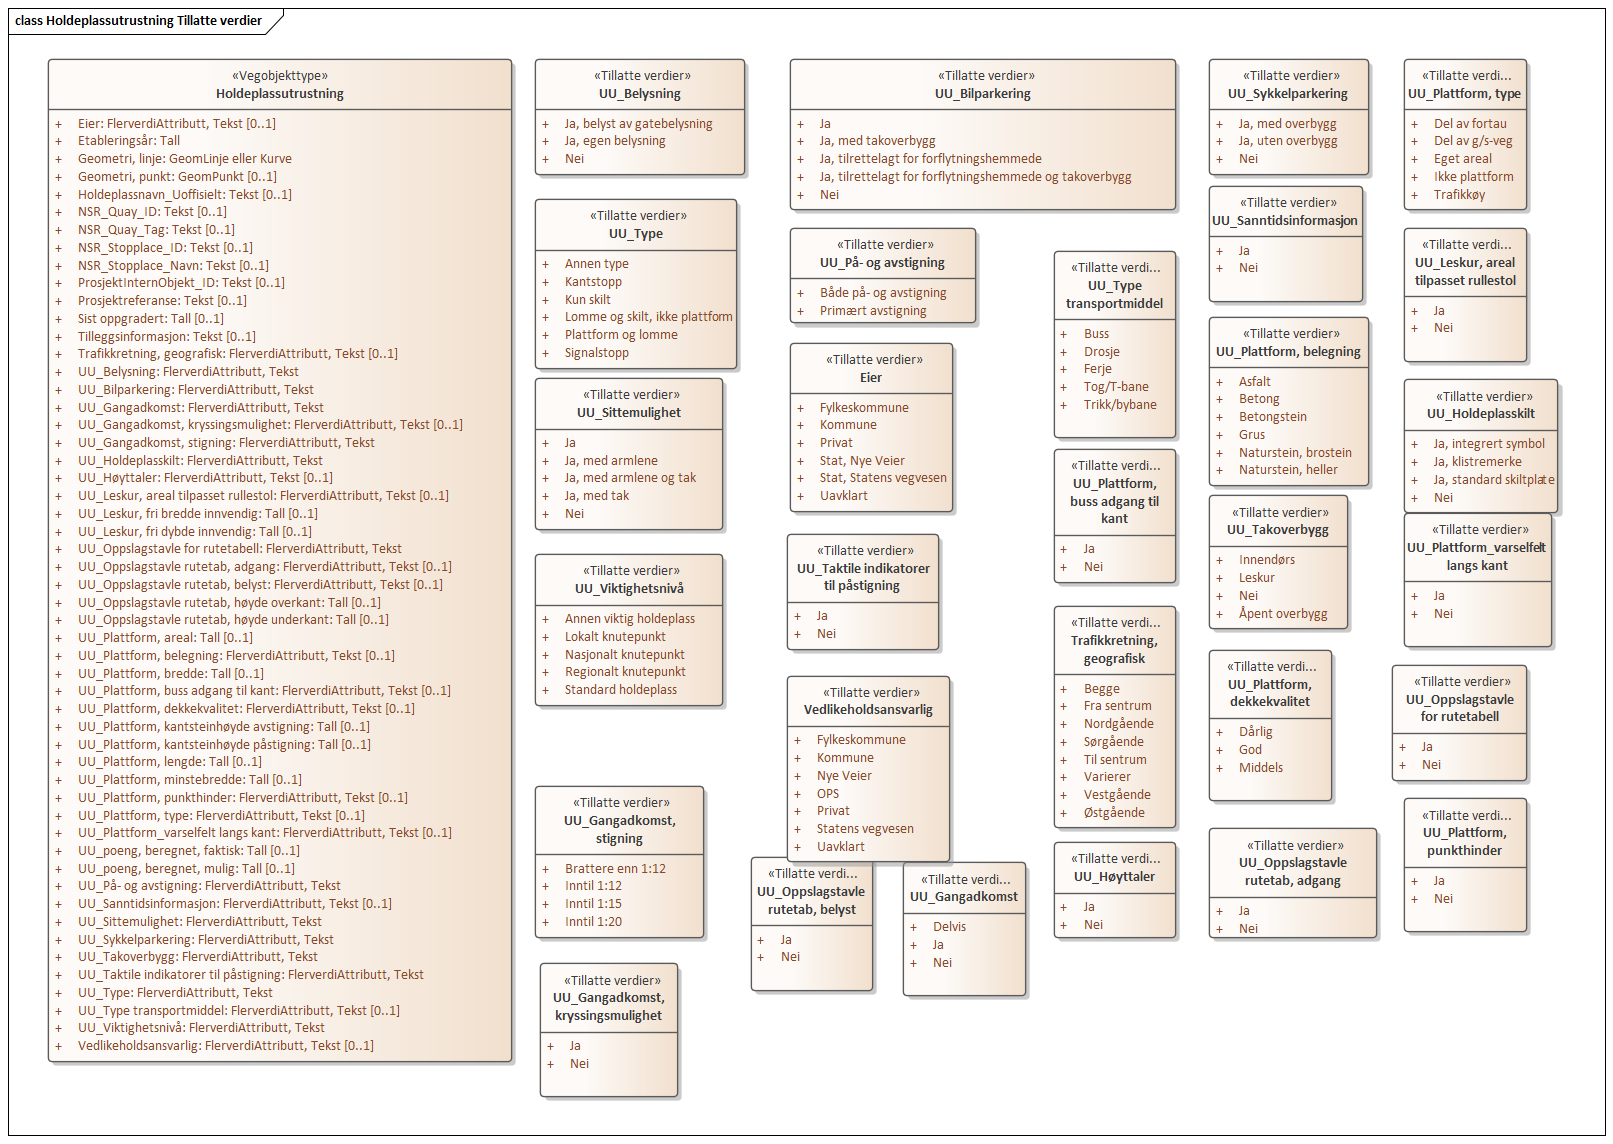 class Holdeplassutrustning Tillatte verdier
«Vegobjekttype»
Holdeplassutrustning
+ Eier: FlerverdiAttributt, Tekst [0..1]
+ Etableringsår: Tall
+ Geometri, linje: GeomLinje eller Kurve
+ Geometri, punkt: GeomPunkt [0..1]
+ Holdeplassnavn_Uoffisielt: Tekst [0..1]
+ NSR_Quay_ID: Tekst [0..1]
+ NSR_Quay_Tag: Tekst [0..1]
+ NSR_Stopplace_ID: Tekst [0..1]
+ NSR_Stopplace_Navn: Tekst [0..1]
+ ProsjektInternObjekt_ID: Tekst [0..1]
+ Prosjektreferanse: Tekst [0..1]
+ Sist oppgradert: Tall [0..1]
+ Tilleggsinformasjon: Tekst [0..1]
+ Trafikkretning, geografisk: FlerverdiAttributt, Tekst [0..1]
+ UU_Belysning: FlerverdiAttributt, Tekst
+ UU_Bilparkering: FlerverdiAttributt, Tekst
+ UU_Gangadkomst: FlerverdiAttributt, Tekst
+ UU_Gangadkomst, kryssingsmulighet: FlerverdiAttributt, Tekst [0..1]
+ UU_Gangadkomst, stigning: FlerverdiAttributt, Tekst
+ UU_Holdeplasskilt: FlerverdiAttributt, Tekst
+ UU_Høyttaler: FlerverdiAttributt, Tekst [0..1]
+ UU_Leskur, areal tilpasset rullestol: FlerverdiAttributt, Tekst [0..1]
+ UU_Leskur, fri bredde innvendig: Tall [0..1]
+ UU_Leskur, fri dybde innvendig: Tall [0..1]
+ UU_Oppslagstavle for rutetabell: FlerverdiAttributt, Tekst
+ UU_Oppslagstavle rutetab, adgang: FlerverdiAttributt, Tekst [0..1]
+ UU_Oppslagstavle rutetab, belyst: FlerverdiAttributt, Tekst [0..1]
+ UU_Oppslagstavle rutetab, høyde overkant: Tall [0..1]
+ UU_Oppslagstavle rutetab, høyde underkant: Tall [0..1]
+ UU_Plattform, areal: Tall [0..1]
+ UU_Plattform, belegning: FlerverdiAttributt, Tekst [0..1]
+ UU_Plattform, bredde: Tall [0..1]
+ UU_Plattform, buss adgang til kant: FlerverdiAttributt, Tekst [0..1]
+ UU_Plattform, dekkekvalitet: FlerverdiAttributt, Tekst [0..1]
+ UU_Plattform, kantsteinhøyde avstigning: Tall [0..1]
+ UU_Plattform, kantsteinhøyde påstigning: Tall [0..1]
+ UU_Plattform, lengde: Tall [0..1]
+ UU_Plattform, minstebredde: Tall [0..1]
+ UU_Plattform, punkthinder: FlerverdiAttributt, Tekst [0..1]
+ UU_Plattform, type: FlerverdiAttributt, Tekst [0..1]
+ UU_Plattform_varselfelt langs kant: FlerverdiAttributt, Tekst [0..1]
+ UU_poeng, beregnet, faktisk: Tall [0..1]
+ UU_poeng, beregnet, mulig: Tall [0..1]
+ UU_På- og avstigning: FlerverdiAttributt, Tekst
+ UU_Sanntidsinformasjon: FlerverdiAttributt, Tekst [0..1]
+ UU_Sittemulighet: FlerverdiAttributt, Tekst
+ UU_Sykkelparkering: FlerverdiAttributt, Tekst
+ UU_Takoverbygg: FlerverdiAttributt, Tekst
+ UU_Taktile indikatorer til påstigning: FlerverdiAttributt, Tekst
+ UU_Type: FlerverdiAttributt, Tekst
+ UU_Type transportmiddel: FlerverdiAttributt, Tekst [0..1]
+ UU_Viktighetsnivå: FlerverdiAttributt, Tekst
+ Vedlikeholdsansvarlig: FlerverdiAttributt, Tekst [0..1]
«Tillatte verdier»
UU_Belysning
+ Ja, belyst av gatebelysning
+ Ja, egen belysning
+ Nei
«Tillatte verdier»
UU_Type
+ Annen type
+ Kantstopp
+ Kun skilt
+ Lomme og skilt, ikke plattform
+ Plattform og lomme
+ Signalstopp
«Tillatte verdier»
UU_Sittemulighet
+ Ja
+ Ja, med armlene
+ Ja, med armlene og tak
+ Ja, med tak
+ Nei
«Tillatte verdier»
UU_Viktighetsnivå
+ Annen viktig holdeplass
+ Lokalt knutepunkt
+ Nasjonalt knutepunkt
+ Regionalt knutepunkt
+ Standard holdeplass
«Tillatte verdier»
UU_Gangadkomst,
stigning
+ Brattere enn 1:12
+ Inntil 1:12
+ Inntil 1:15
+ Inntil 1:20
«Tillatte verdier»
UU_Gangadkomst,
kryssingsmulighet
+ Ja
+ Nei
«Tillatte verdier»
UU_Bilparkering
+ Ja
+ Ja, med takoverbygg
+ Ja, tilrettelagt for forflytningshemmede
+ Ja, tilrettelagt for forflytningshemmede og takoverbygg
+ Nei
«Tillatte verdier»
UU_På- og avstigning
+ Både på- og avstigning
+ Primært avstigning
«Tillatte verdier»
Eier
+ Fylkeskommune
+ Kommune
+ Privat
+ Stat, Nye Veier
+ Stat, Statens vegvesen
+ Uavklart
«Tillatte verdier»
UU_Taktile indikatorer
til påstigning
+ Ja
+ Nei
«Tillatte verdier»
Vedlikeholdsansvarlig
+ Fylkeskommune
+ Kommune
+ Nye Veier
+ OPS
+ Privat
+ Statens vegvesen
+ Uavklart
«Tillatte verdi...
UU_Oppslagstavle
rutetab, belyst
+ Ja
+ Nei
«Tillatte verdi...
UU_Gangadkomst
+ Delvis
+ Ja
+ Nei
«Tillatte verdi...
UU_Type
transportmiddel
+ Buss
+ Drosje
+ Ferje
+ Tog/T-bane
+ Trikk/bybane
«Tillatte verdi...
UU_Plattform,
buss adgang til
kant
+ Ja
+ Nei
«Tillatte verdi...
Trafikkretning,
geografisk
+ Begge
+ Fra sentrum
+ Nordgående
+ Sørgående
+ Til sentrum
+ Varierer
+ Vestgående
+ Østgående
«Tillatte verdi...
UU_Høyttaler
+ Ja
+ Nei
«Tillatte verdier»
UU_Sykkelparkering
+ Ja, med overbygg
+ Ja, uten overbygg
+ Nei
«Tillatte verdier»
UU_Sanntidsinformasjon
+ Ja
+ Nei
«Tillatte verdier»
UU_Plattform, belegning
+ Asfalt
+ Betong
+ Betongstein
+ Grus
+ Naturstein, brostein
+ Naturstein, heller
«Tillatte verdier»
UU_Takoverbygg
+ Innendørs
+ Leskur
+ Nei
+ Åpent overbygg
«Tillatte verdi...
UU_Plattform,
dekkekvalitet
+ Dårlig
+ God
+ Middels
«Tillatte verdier»
UU_Oppslagstavle
rutetab, adgang
+ Ja
+ Nei
«Tillatte verdi...
UU_Plattform, type
+ Del av fortau
+ Del av g/s-veg
+ Eget areal
+ Ikke plattform
+ Trafikkøy
«Tillatte verdi...
UU_Leskur, areal
tilpasset rullestol
+ Ja
+ Nei
«Tillatte verdier»
UU_Holdeplasskilt
+ Ja, integrert symbol
+ Ja, klistremerke
+ Ja, standard skiltplate
+ Nei
«Tillatte verdier»
UU_Plattform_varselfelt
langs kant
+ Ja
+ Nei
«Tillatte verdier»
UU_Oppslagstavle
for rutetabell
+ Ja
+ Nei
«Tillatte verdi...
UU_Plattform,
punkthinder
+ Ja
+ Nei